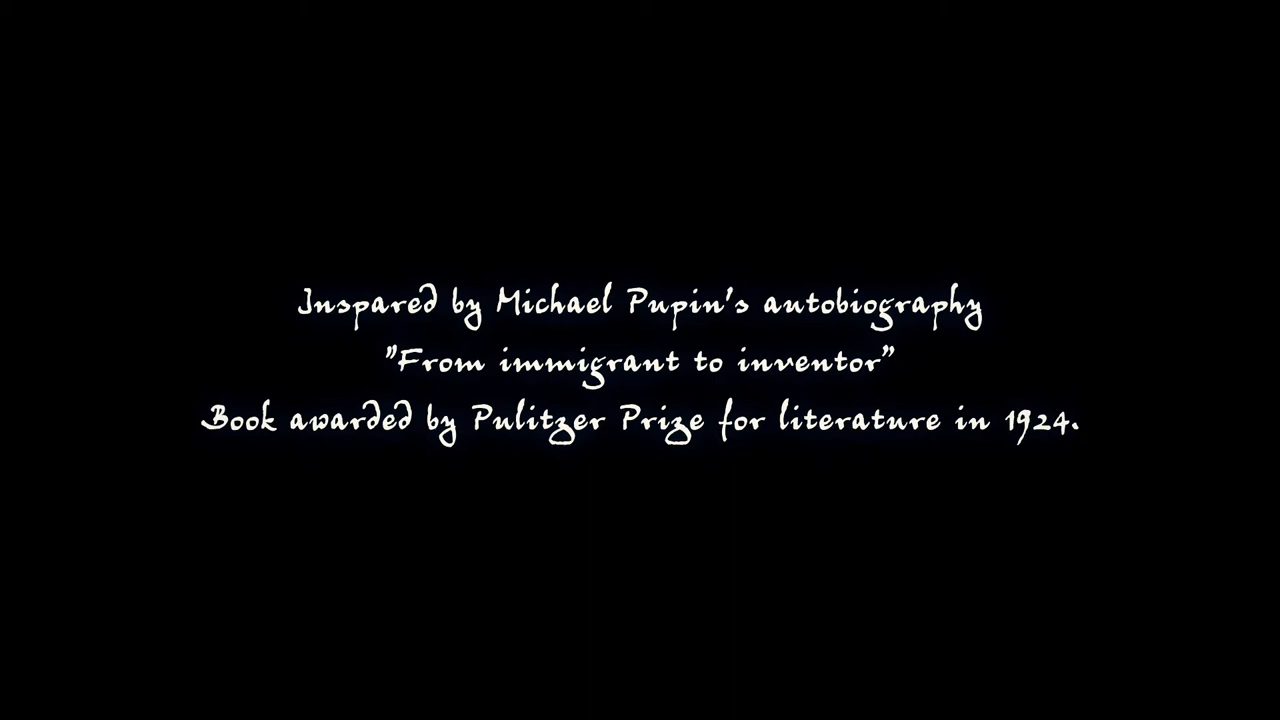 Inspared by Michael Pupin's autobiography
"From immigrant to inventor"
Book awarded by Pulitzer Prize for literature in 1924.